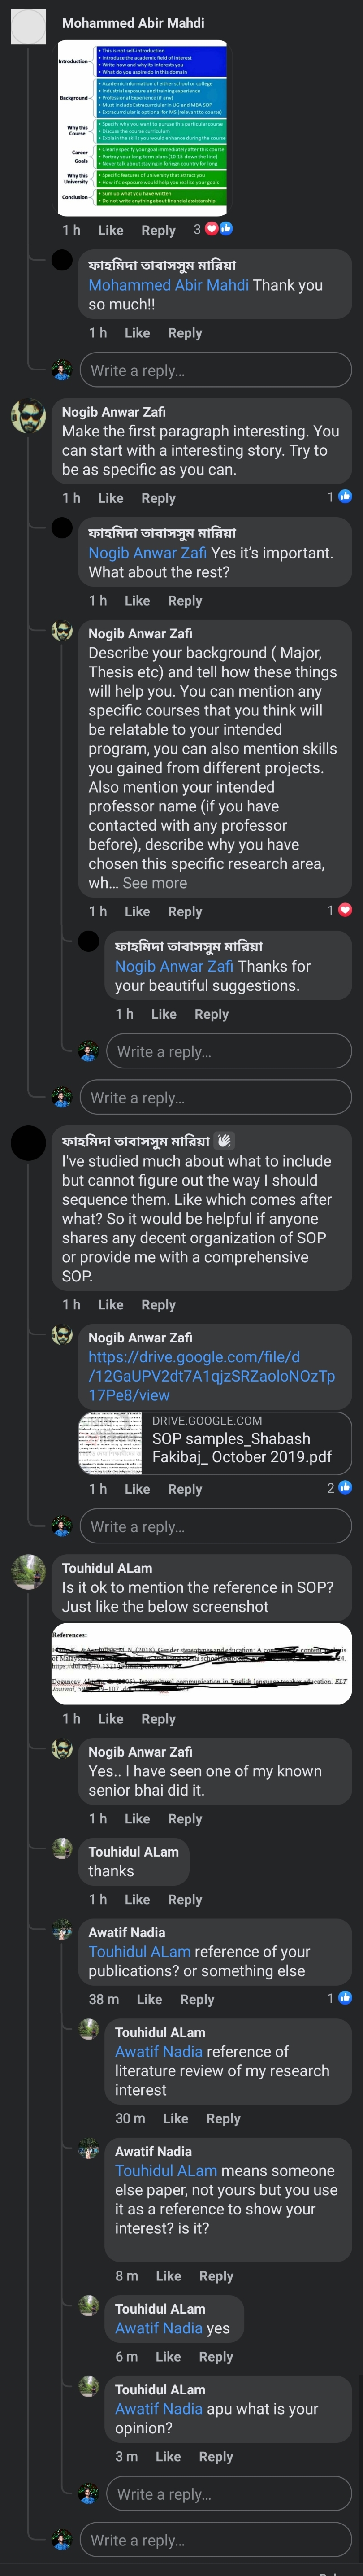 Mohammed Abir Mahdi
Introduction
• This is not self-introduction
• Introduce the academic field of interest
• Write how and why its interests you
• What do you aspire do in this domain
Background
• Academic information of either school or college
• Industrial exposure and training/experience
• Professional Experience (if any)
• Must include Extracurricular in UG and MBA SOP
• Extracurricular is optional for MS (relevant to course)
Why this Course
• Specify why you want to pursue this particular course
• Discuss the course curriculum
• Explain the skills you would enhance during the course
Career Goals
• Clearly specify your goal immediately after this course
• Portray your long term plans (10-15 down the line)
• Never talk about staying in foreign country for long
Why this University
• Specific features of university that attract you
• How it's exposure would help you realise your goals
Conclusion
• Sum up what you have written
• Do not write anything about financial assistantship
1 h Like Reply 3
ফাহমিদা তাবাসসুম মারিয়া
Mohammed Abir Mahdi Thank you
so much!!
1 h Like Reply
Write a reply...
Nogib Anwar Zafi
Make the first paragraph interesting. You
can start with a interesting story. Try to
be as specific as you can.
1 h Like Reply 1
ফাহমিদা তাবাসসুম মারিয়া
Nogib Anwar Zafi Yes it's important.
What about the rest?
1 h Like Reply
Nogib Anwar Zafi
Describe your background ( Major,
Thesis etc) and tell how these things
will help you. You can mention any
specific courses that you think will
be relatable to your intended
program, you can also mention skills
you gained from different projects.
Also mention your intended
professor name (if you have
contacted with any professor
before), describe why you have
chosen this specific research area,
wh... See more
1 h Like Reply 1
ফাহমিদা তাবাসসুম মারিয়া
Nogib Anwar Zafi Thanks for
your beautiful suggestions.
1 h Like Reply
Write a reply...
Write a reply...
ফাহমিদা তাবাসসুম মারিয়া
I've studied much about what to include
but cannot figure out the way I should
sequence them. Like which comes after
what? So it would be helpful if anyone
shares any decent organization of SOP
or provide me with a comprehensive
SOP.
1 h Like Reply
Nogib Anwar Zafi
https://drive.google.com/file/d
/12GaUPV2dt7A1qjzSRZaoloNOzTp
17Pe8/view
DRIVE.GOOGLE.COM
SOP samples_Shabash
Fakibaj_ October 2019.pdf
1 h Like Reply 2
Write a reply...
Touhidul ALam
Is it ok to mention the reference in SOP?
Just like the below screenshot
References:
(2018). Gender stereotypes and education: A
of Malay
https://doi.org/10.1321
Dogancay communication in English language teacher education. ELT
Journal,
1 h Like Reply
Nogib Anwar Zafi
Yes.. I have seen one of my known
senior bhai did it.
1 h Like Reply
Touhidul ALam
thanks
1 h Like Reply
Awatif Nadia
Touhidul ALam reference of your
publications? or something else
38 m Like Reply 1
Touhidul ALam
Awatif Nadia reference of
literature review of my research
interest
30 m Like Reply
Awatif Nadia
Touhidul ALam means someone
else paper, not yours but you use
it as a reference to show your
interest? is it?
8 m Like Reply
Touhidul ALam
Awatif Nadia yes
6 m Like Reply
Touhidul ALam
Awatif Nadia apu what is your
opinion?
3 m Like Reply
Write a reply...
Write a reply...